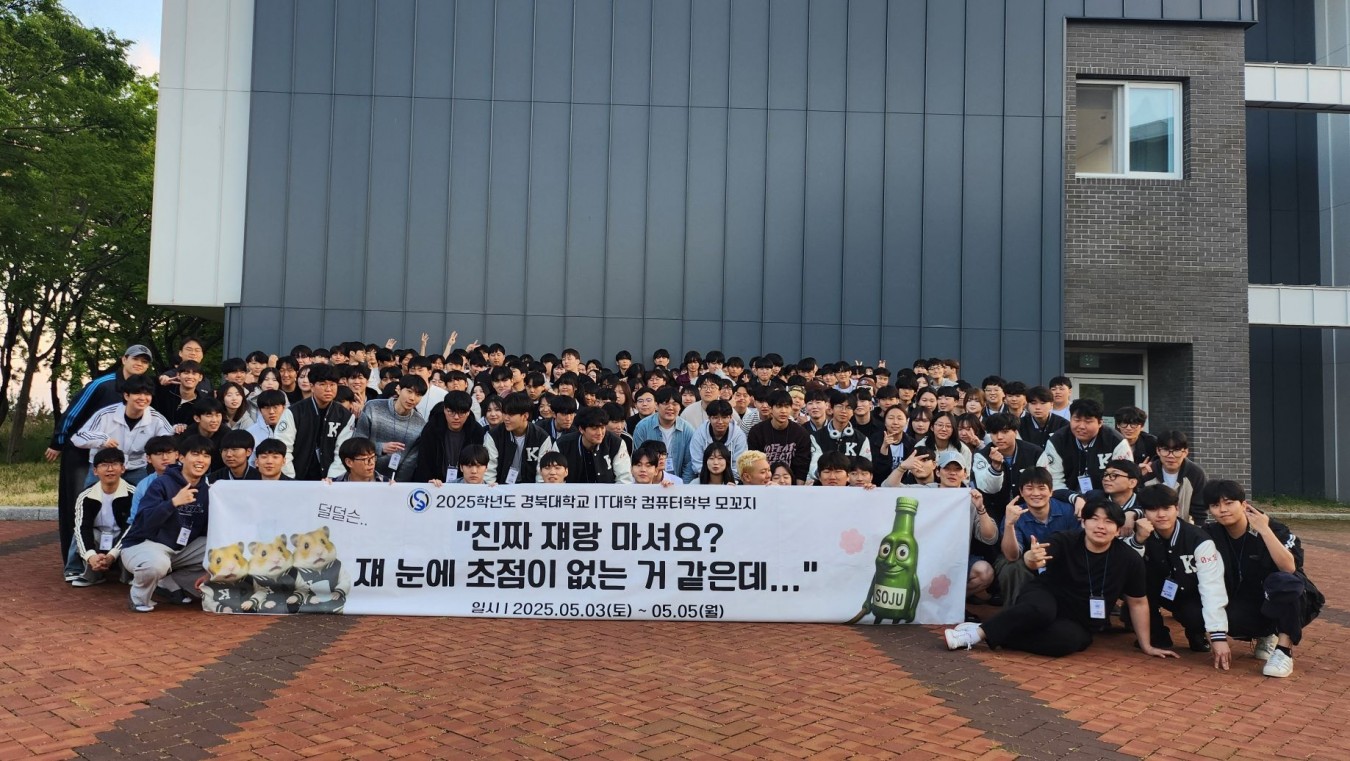 2025학년도 경북대학교 IT대학 컴퓨터학부 모꼬지
덜덜슨..
"진짜 쟤랑 마셔요?
쟤 눈에 초점이 없는 거 같은데..."
일시 | 2025.05.03(토) ~ 05.05(월)
SOJU
K
K
K
K
K
K